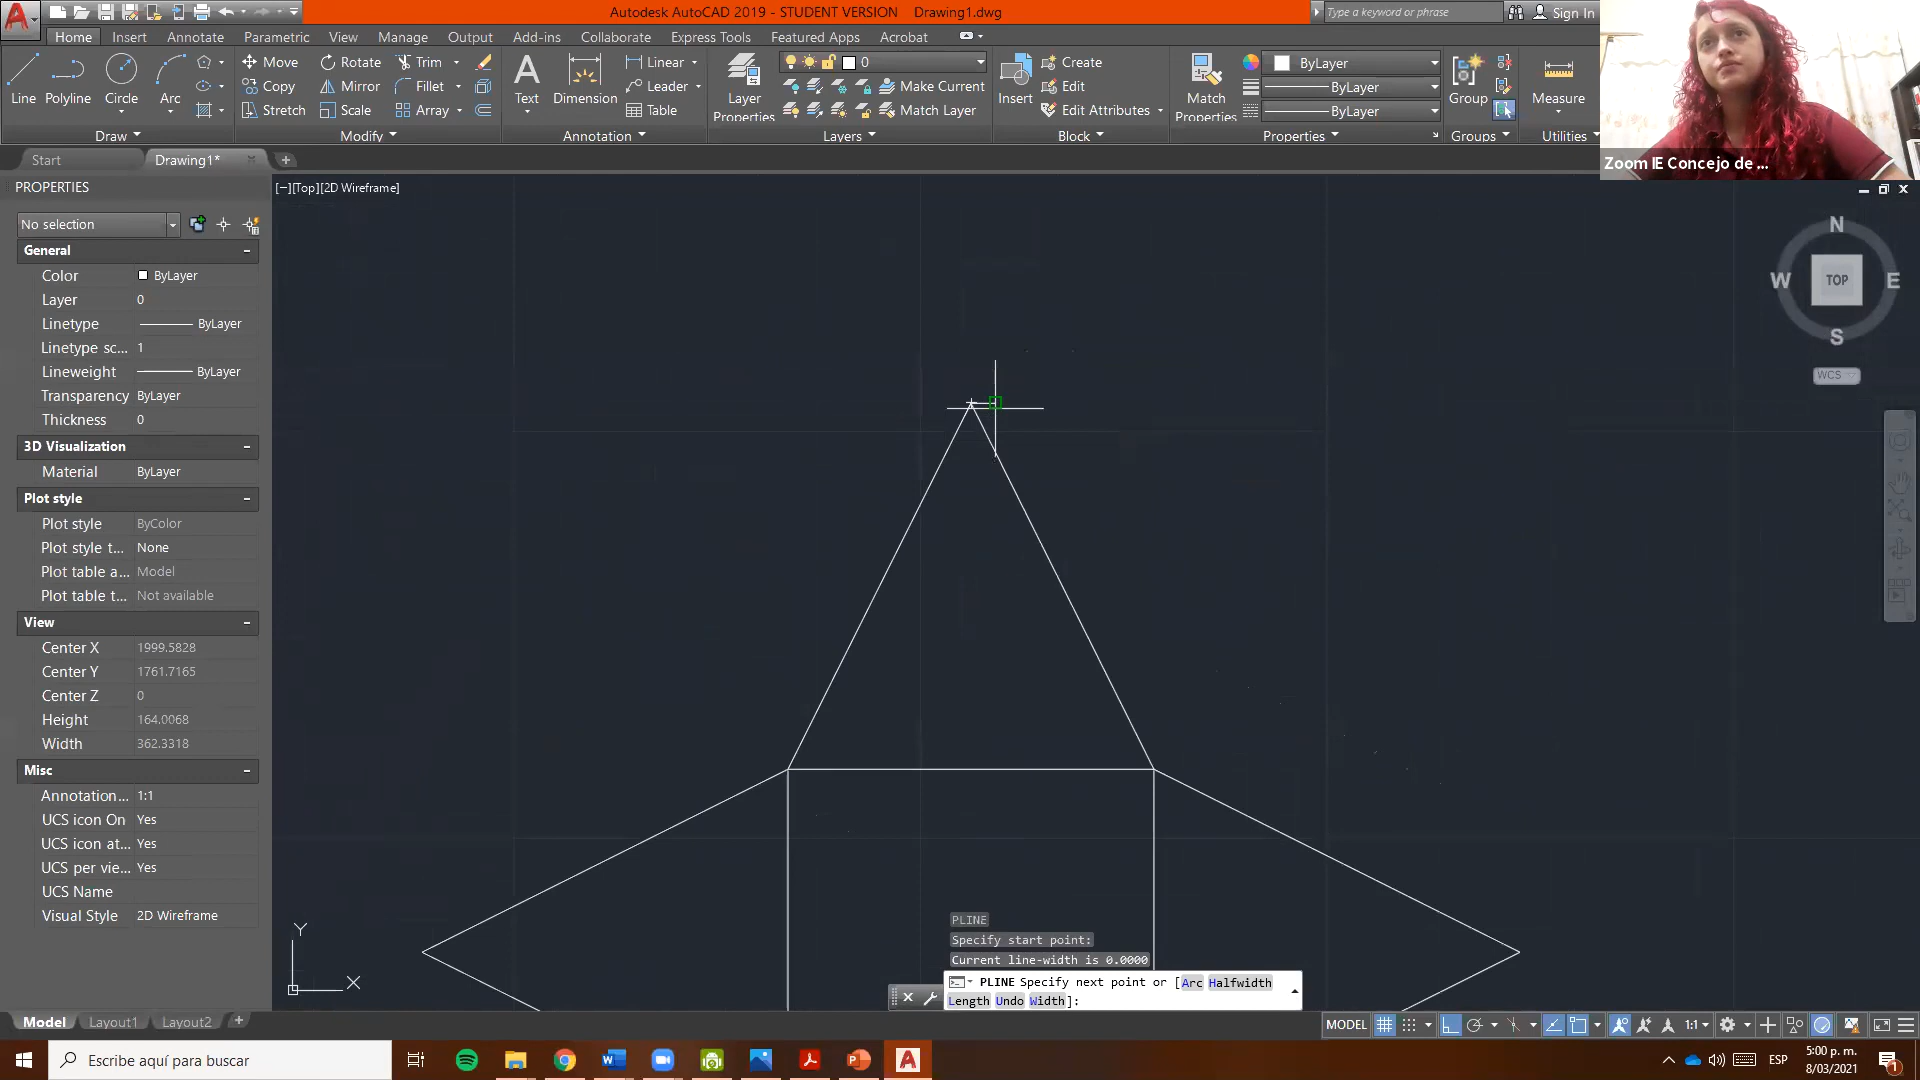 Autodesk AutoCAD 2019 - STUDENT VERSION Drawing1.dwg
Type a keyword or phrase
Sign In
Home Insert Annotate Parametric View Manage Output Add-ins Collaborate Express Tools Featured Apps Acrobat
Line Polyline Circle Arc
Move Rotate Trim
Copy Mirror Fillet
Stretch Scale Array
Text Dimension
Linear
Leader
Table
Layer Properties
0
Make Current
Match Layer
Insert
Create
Edit
Edit Attributes
Match Properties
ByLayer
ByLayer
ByLayer
Group
Measure
Draw Modify Annotation Layers Block Properties Groups Utilities
Zoom IE Concejo de ...
Start Drawing1*
PROPERTIES
[−][Top][2D Wireframe]
No selection
General
Color ByLayer
Layer 0
Linetype ByLayer
Linetype sc... 1
Lineweight ByLayer
Transparency ByLayer
Thickness 0
3D Visualization
Material ByLayer
Plot style
Plot style ByColor
Plot style t... None
Plot table a... Model
Plot table t... Not available
View
Center X 1999.5828
Center Y 1761.7165
Center Z 0
Height 164.0068
Width 362.3318
Misc
Annotation... 1:1
UCS icon On Yes
UCS icon at... Yes
UCS per vie... Yes
UCS Name
Visual Style 2D Wireframe
N
W TOP E
S
WCS
Y
X
PLINE
Specify start point:
Current line-width is 0.0000
PLINE Specify next point or [Arc Halfwidth
Length Undo Width]:
Model Layout1 Layout2
MODEL 1:1
Escribe aquí para buscar
ESP
5:00 p. m.
8/03/2021
1